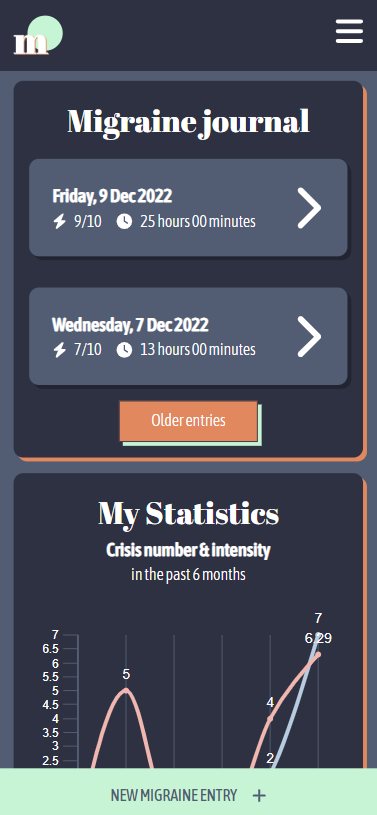 m
Migraine journal
Friday, 9 Dec 2022
9/10 25 hours 00 minutes
Wednesday, 7 Dec 2022
7/10 13 hours 00 minutes
Older entries
My Statistics
Crisis number & intensity
in the past 6 months
7
6.29
7
6.5
6
5.5
5
4.5
4
3.5
3
2.5
5
4
2
NEW MIGRAINE ENTRY +